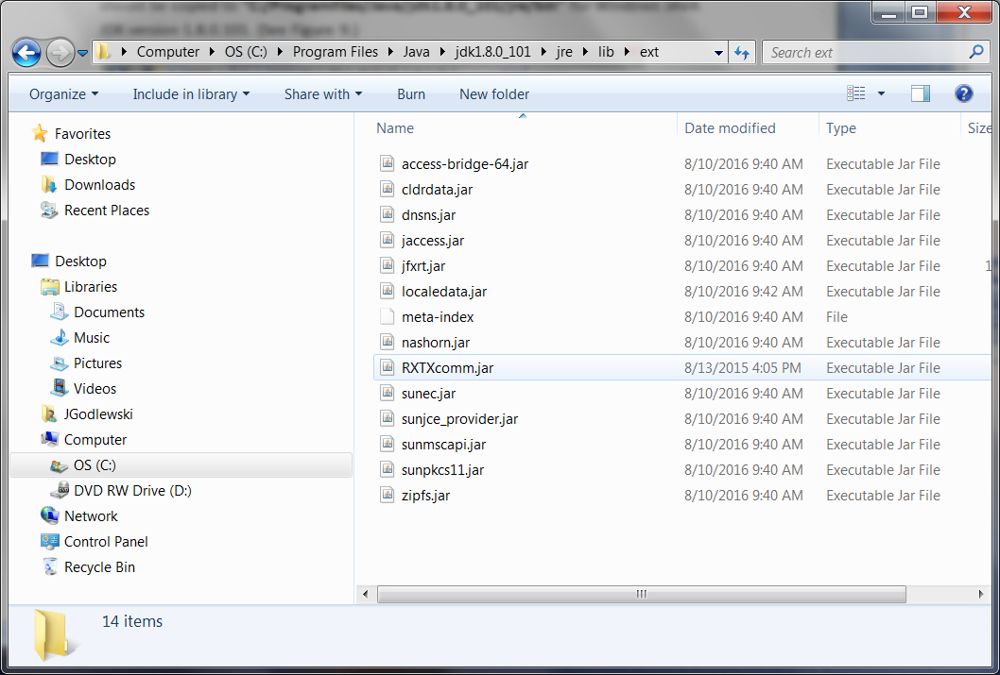 Computer OS (C:) Program Files Java jdk1.8.0_101 jre lib ext
Search ext
Organize Include in library Share with Burn New folder
Favorites
Desktop
Downloads
Recent Places
Desktop
Libraries
Documents
Music
Pictures
Videos
JGodlewski
Computer
OS (C:)
DVD RW Drive (D:)
Network
Control Panel
Recycle Bin
Name Date modified Type Size
access-bridge-64.jar 8/10/2016 9:40 AM Executable Jar File
cldrdata.jar 8/10/2016 9:40 AM Executable Jar File
dnsns.jar 8/10/2016 9:40 AM Executable Jar File
jaccess.jar 8/10/2016 9:40 AM Executable Jar File
jfxrt.jar 8/10/2016 9:40 AM Executable Jar File 1
localedata.jar 8/10/2016 9:42 AM Executable Jar File
meta-index 8/10/2016 9:40 AM File
nashorn.jar 8/10/2016 9:40 AM Executable Jar File
RXTXcomm.jar 8/13/2015 4:05 PM Executable Jar File
sunec.jar 8/10/2016 9:40 AM Executable Jar File
sunjce_provider.jar 8/10/2016 9:40 AM Executable Jar File
sunmscapi.jar 8/10/2016 9:40 AM Executable Jar File
sunpkcs11.jar 8/10/2016 9:40 AM Executable Jar File
zipfs.jar 8/10/2016 9:40 AM Executable Jar File
14 items